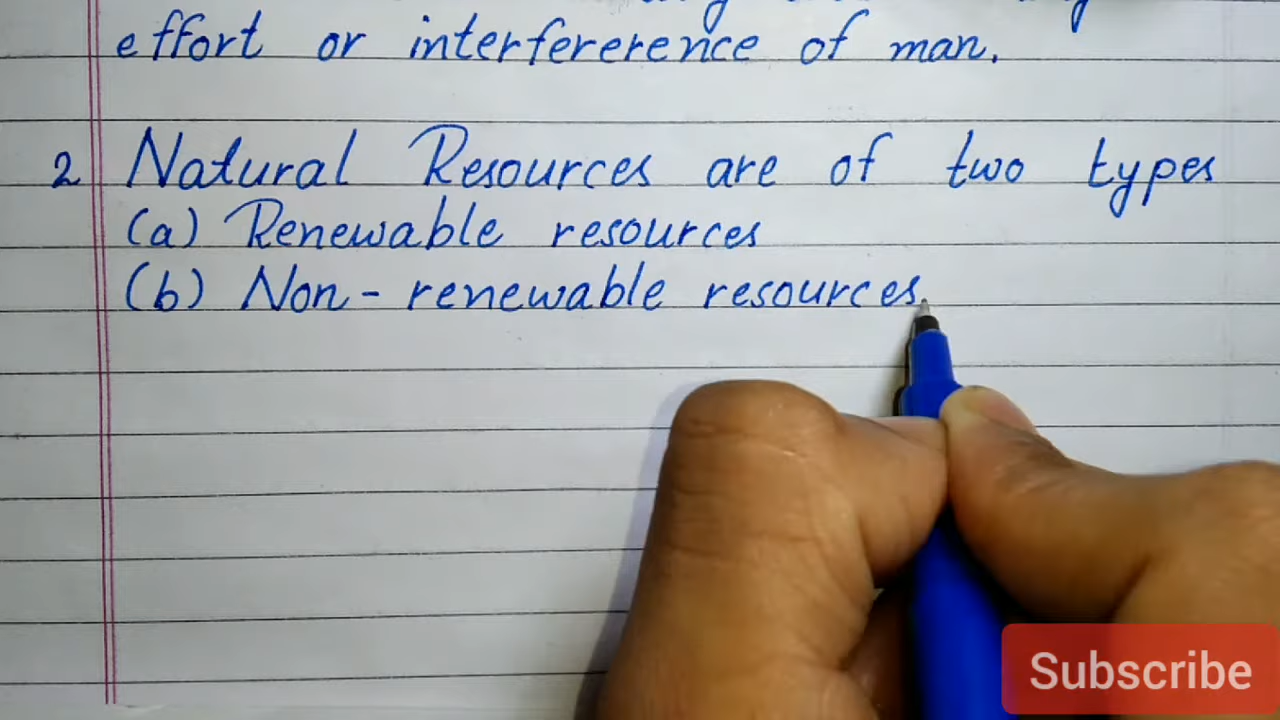 effort or interfererence of man.
2 Natural Resources are of two types
(a) Renewable resources
(b) Non-renewable resources.
Subscribe